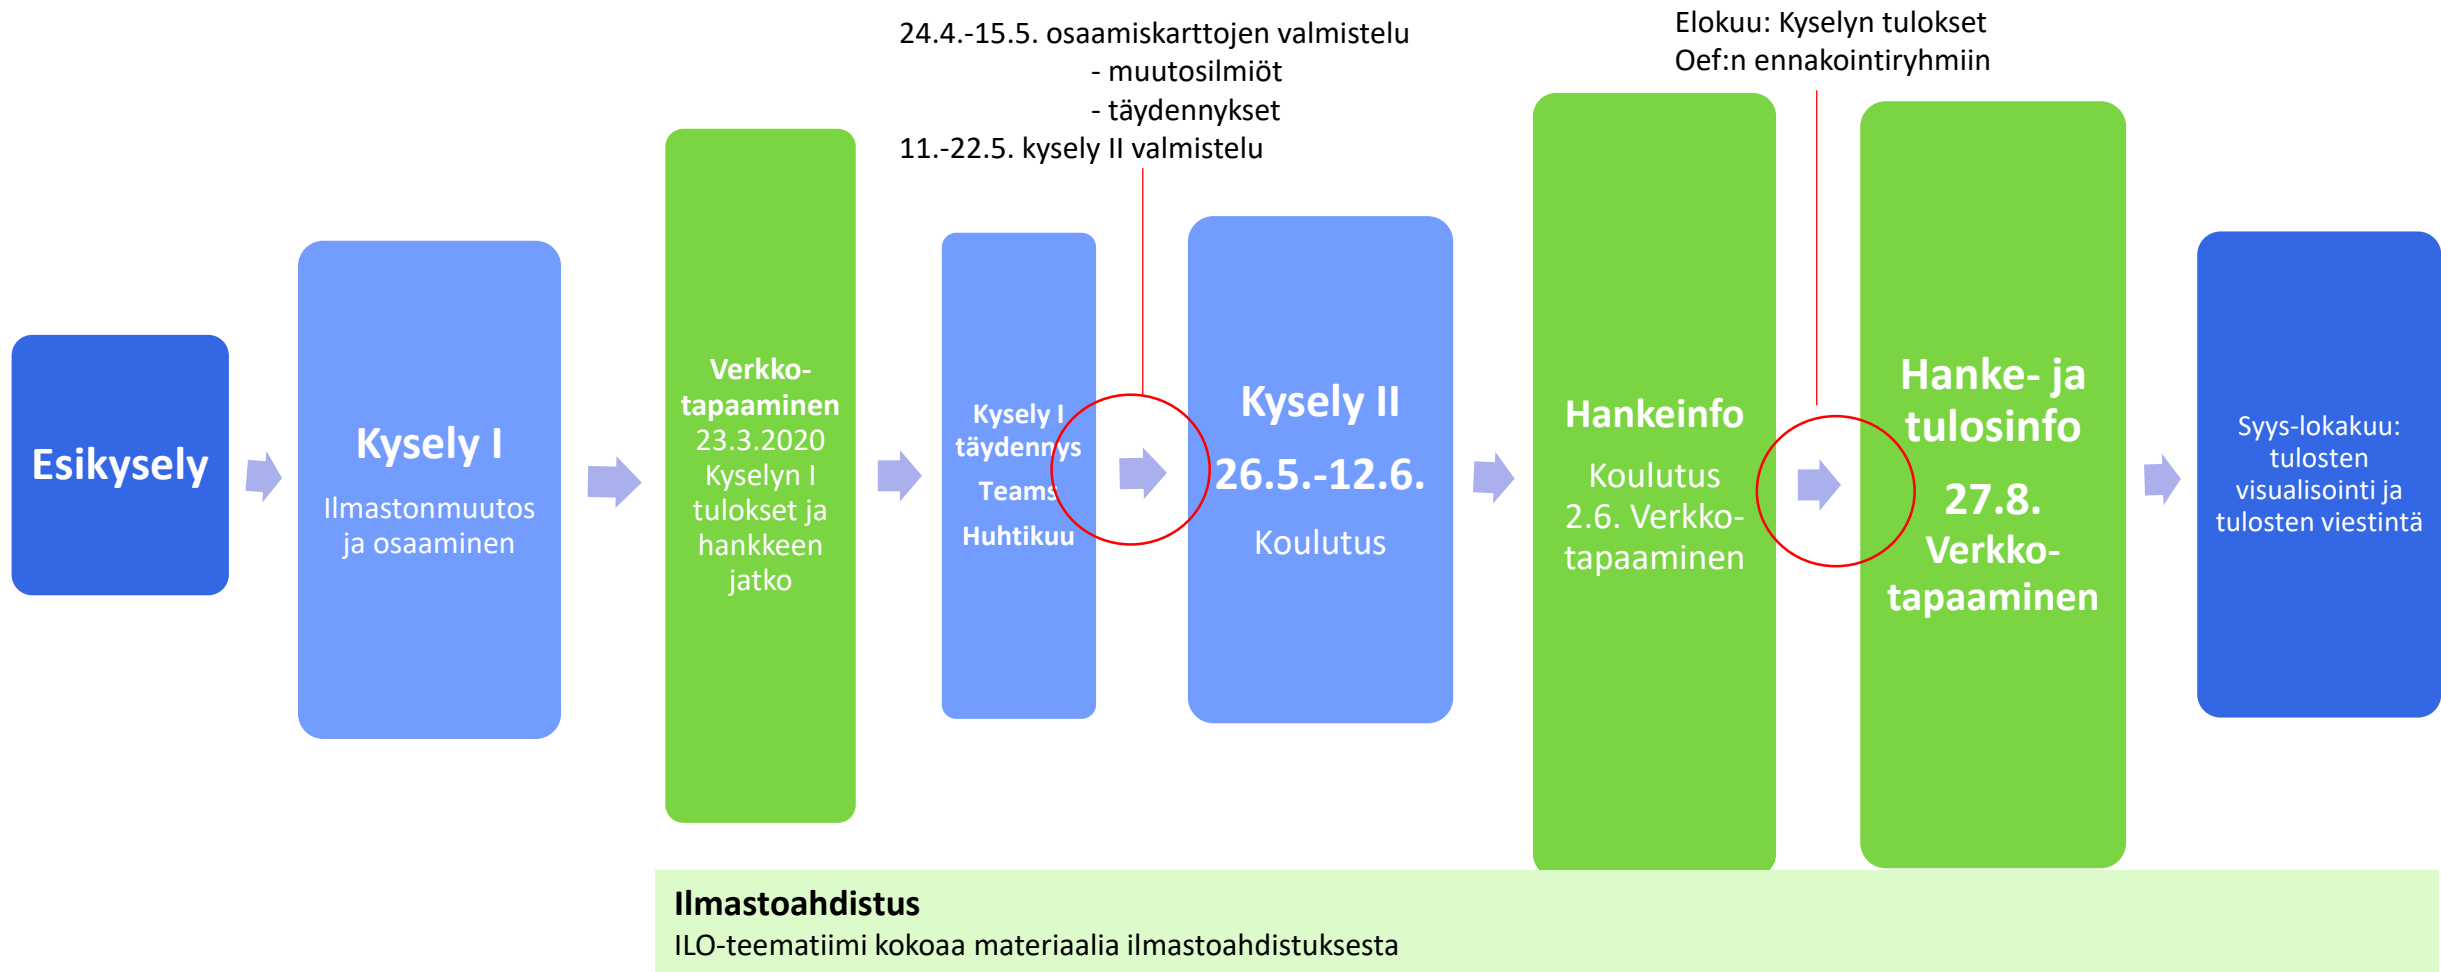 24.4.-15.5. osaamiskarttojen valmistelu
- muutosilmiöt
- täydennykset
11.-22.5. kysely II valmistelu
Elokuu: Kyselyn tulokset
Oef:n ennakointiryhmiin
Esikysely
Kysely I
Ilmastonmuutos
ja osaaminen
Verkko-
tapaaminen
23.3.2020
Kyselyn I
tulokset ja
hankkeen
jatko
Kysely I
täydennys
Teams
Huhtikuu
Kysely II
26.5.-12.6.
Koulutus
Hankeinfo
Koulutus
2.6. Verkko-
tapaaminen
Hanke- ja
tulosinfo
27.8.
Verkko-
tapaaminen
Syys-lokakuu:
tulosten
visualisointi ja
tulosten viestintä
Ilmastoahdistus
ILO-teematiimi kokoaa materiaalia ilmastoahdistuksesta